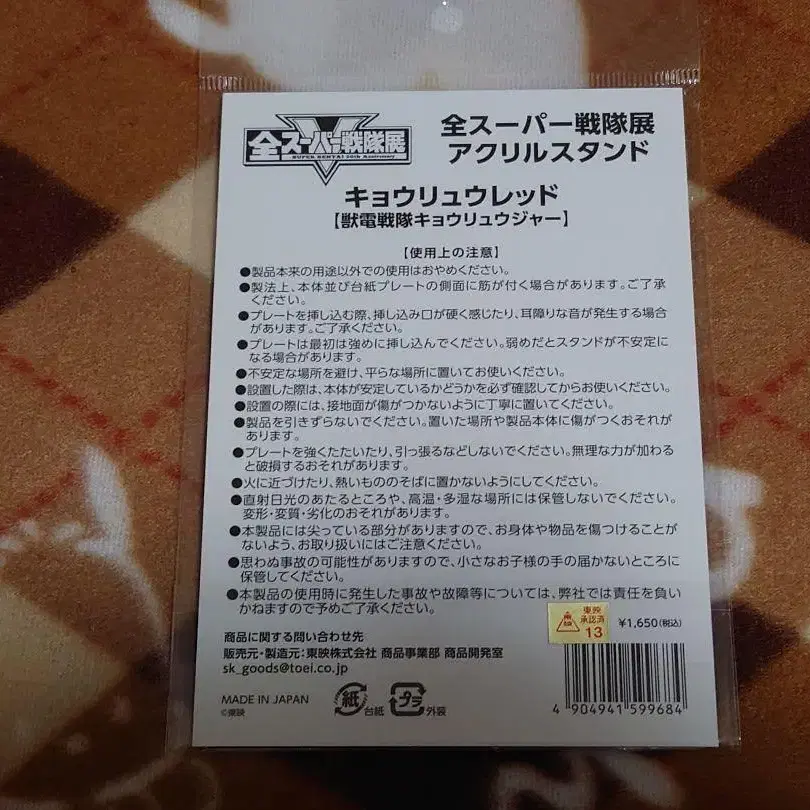 全スーパー戦隊展
SUPER SENTAI 50th Anniversary
全スーパー戦隊展
アクリルスタンド
キョウリュウレッド
【獣電戦隊キョウリュウジャー】
【使用上の注意】
●製品本来の用途以外での使用はおやめください。
●製法上、本体並び台紙プレートの側面に筋が付く場合があります。ご了承
ください。
●プレートを挿し込む際、挿し込み口が硬く感じたり、耳障りな音が発生する場合
があります。ご了承ください。
●プレートは最初は強めに挿し込んでください。弱めだとスタンドが不安定に
なる場合があります。
●不安定な場所を避け、平らな場所に置いてお使いください。
●設置した際は、本体が安定しているかどうかを必ず確認してからお使いください。
●設置の際には、接地面が傷がつかないように丁寧に置いてください。
●製品を引きずらないでください。置いた場所や製品本体に傷がつくおそれが
あります。
●プレートを強くたたいたり、引っ張るなどしないでください。無理な力が加わる
と破損するおそれがあります。
●火に近づけたり、熱いもののそばに置かないようにしてください。
●直射日光のあたるところや、高温・多湿な場所には保管しないでください。
変形・変質・劣化のおそれがあります。
●本製品には尖っている部分がありますので、お身体や物品を傷つけることが
ないよう、お取り扱いにはご注意ください。
●思わぬ事故の可能性がありますので、小さなお子様の手の届かないところに
保管してください。
●本製品の使用時に発生した事故や故障等については、弊社では責任を負い
かねますので予めご了承ください。
商品に関する問い合わせ先
販売元・製造元：東映株式会社 商品事業部 商品開発室
sk_goods@toei.co.jp
東映
東映
承認済
13
¥1,650(税込)
MADE IN JAPAN
©東映
紙
台紙
プラ
外装
4 904941 599684